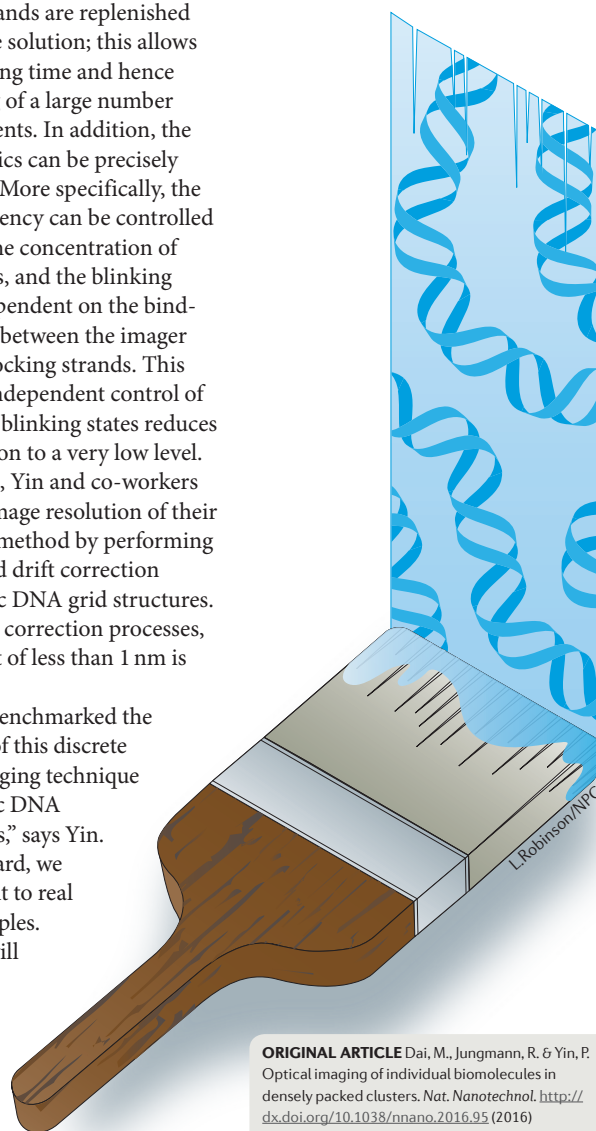 ands are replenished
e solution; this allows
ng time and hence
of a large number
ents. In addition, the
ics can be precisely
More specifically, the
ency can be controlled
ne concentration of
s, and the blinking
pendent on the bind-
between the imager
ocking strands. This
ndependent control of
blinking states reduces
on to a very low level.
, Yin and co-workers
mage resolution of their
method by performing
d drift correction
c DNA grid structures.
correction processes,
t of less than 1 nm is
enchmarked the
of this discrete
ging technique
c DNA
s,” says Yin.
ard, we
it to real
ples.
ill
L.Robinson/NPG
ORIGINAL ARTICLE Dai, M., Jungmann, R. & Yin, P.
Optical imaging of individual biomolecules in
densely packed clusters. Nat. Nanotechnol. http://
dx.doi.org/10.1038/nnano.2016.95 (2016)